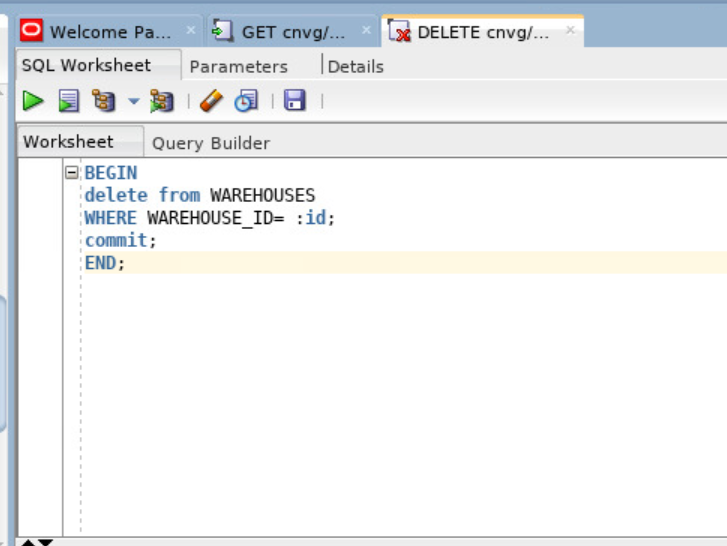 Welcome Pa... GET cnvg/... DELETE cnvg/...
SQL Worksheet Parameters Details
Worksheet Query Builder
BEGIN
delete from WAREHOUSES
WHERE WAREHOUSE_ID= :id;
commit;
END;